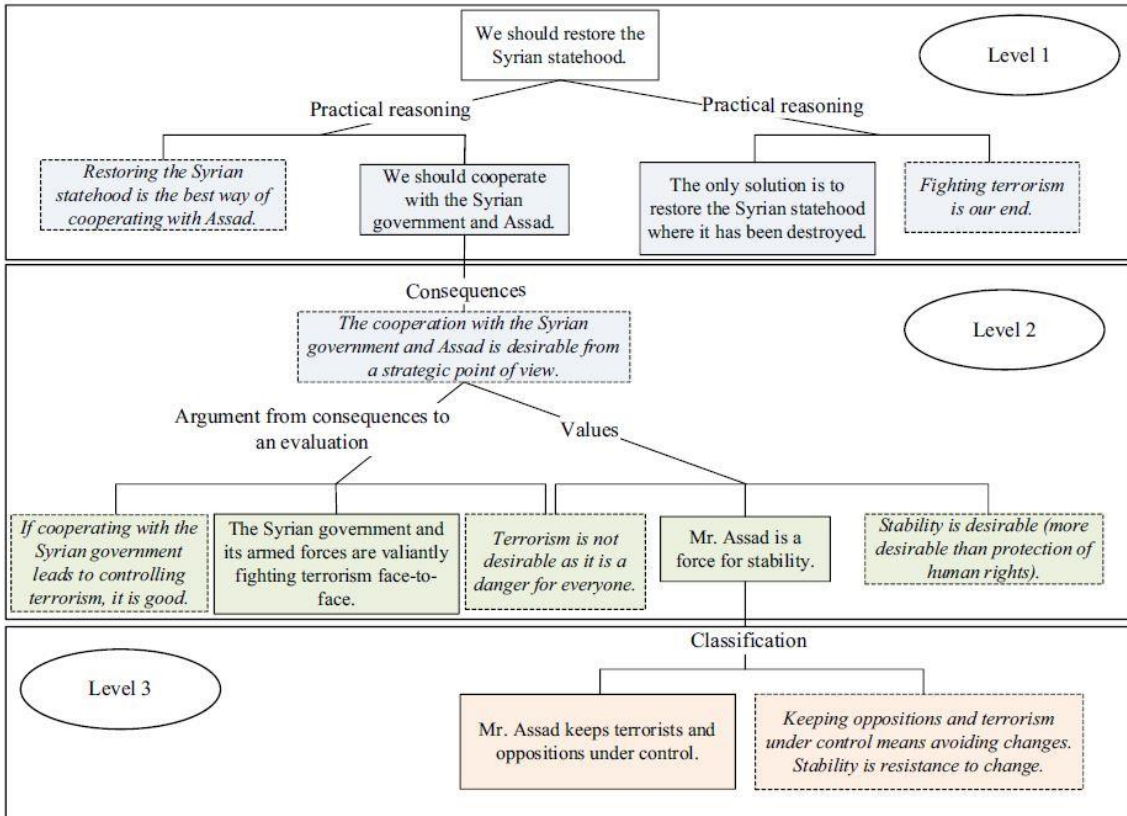 We should restore the
Syrian statehood.
Level 1
Practical reasoning
Practical reasoning
Restoring the Syrian
statehood is the best way of
cooperating with Assad.
We should cooperate
with the Syrian
government and Assad.
The only solution is to
restore the Syrian statehood
where it has been destroyed.
Fighting terrorism
is our end.
Consequences
The cooperation with the Syrian
government and Assad is desirable from
a strategic point of view.
Level 2
Argument from consequences to
an evaluation
Values
If cooperating with the
Syrian government
leads to controlling
terrorism, it is good.
The Syrian government and
its armed forces are valiantly
fighting terrorism face-to-
face.
Terrorism is not
desirable as it is a
danger for everyone.
Mr. Assad is a
force for stability.
Stability is desirable (more
desirable than protection of
human rights).
Classification
Level 3
Mr. Assad keeps terrorists and
oppositions under control.
Keeping oppositions and terrorism
under control means avoiding changes.
Stability is resistance to change.